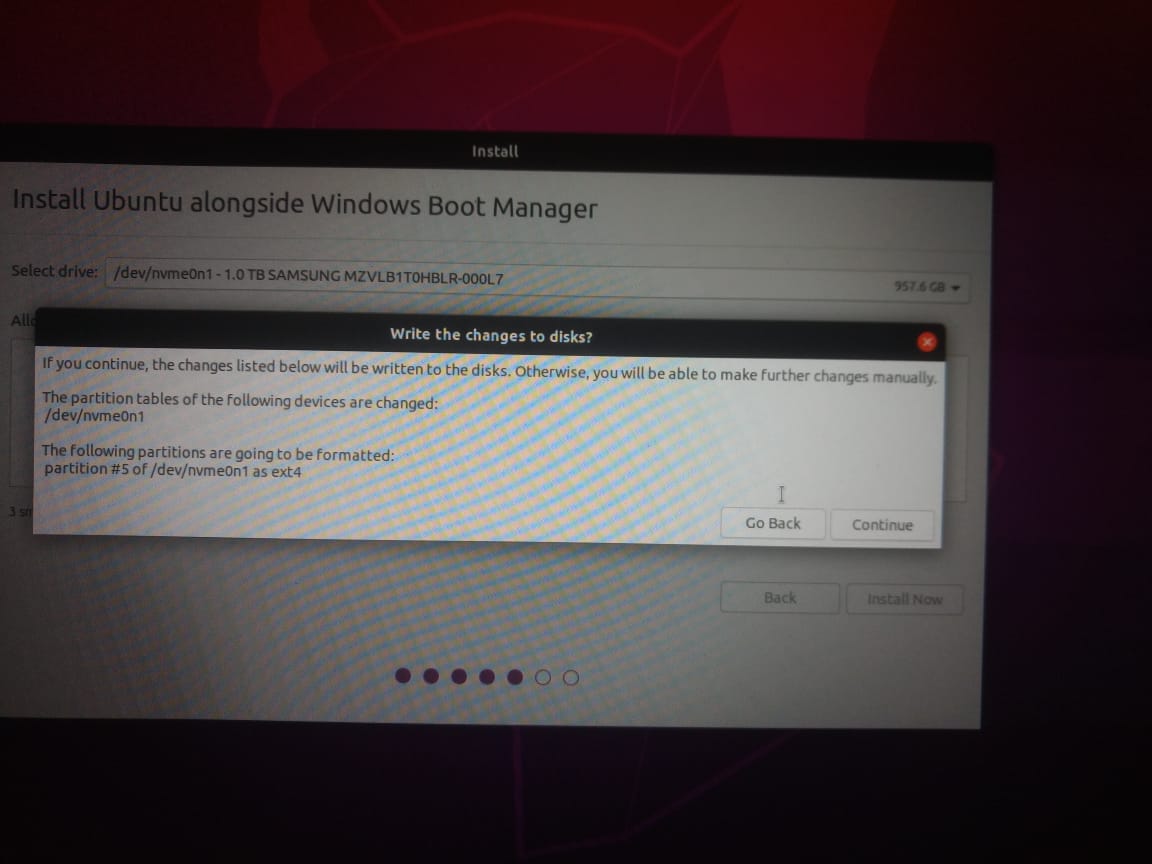 Install
Install Ubuntu alongside Windows Boot Manager
Select drive: /dev/nvme0n1 - 1.0 TB SAMSUNG MZVLB1T0HBLR-000L7 957.6 GB
Write the changes to disks?
If you continue, the changes listed below will be written to the disks. Otherwise, you will be able to make further changes manually.
The partition tables of the following devices are changed:
/dev/nvme0n1
The following partitions are going to be formatted:
partition #5 of /dev/nvme0n1 as ext4
3
Go Back Continue
Back Install Now